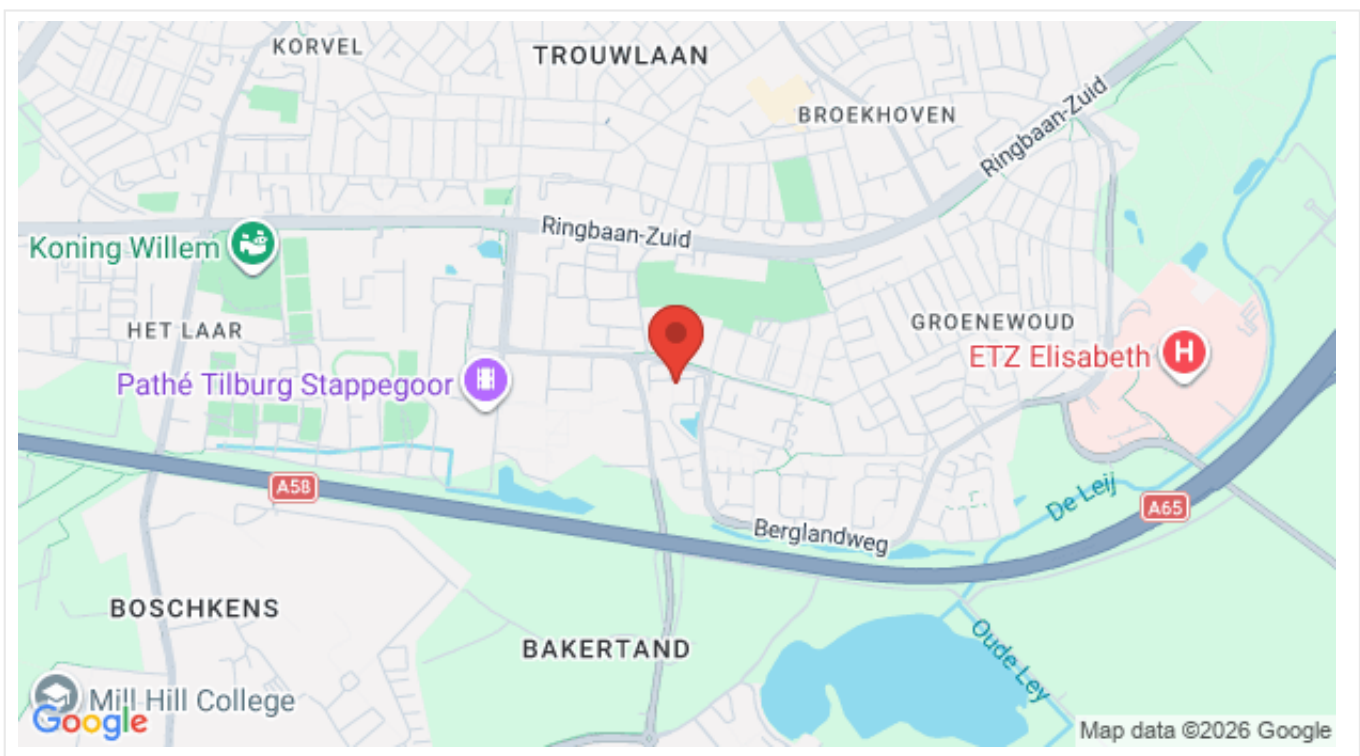 KORVEL
TROUWLAAN
BROEKHOVEN
Ringbaan-Zuid
Ringbaan-Zuid
Koning Willem
HET LAAR
GROENEWOUD
ETZ Elisabeth
H
Pathé Tilburg Stappegoor
A58
De Leij
A65
Berglandweg
BOSCHKENS
BAKERTAND
Oude Ley
Mill Hill College
Google
Map data ©2026 Google